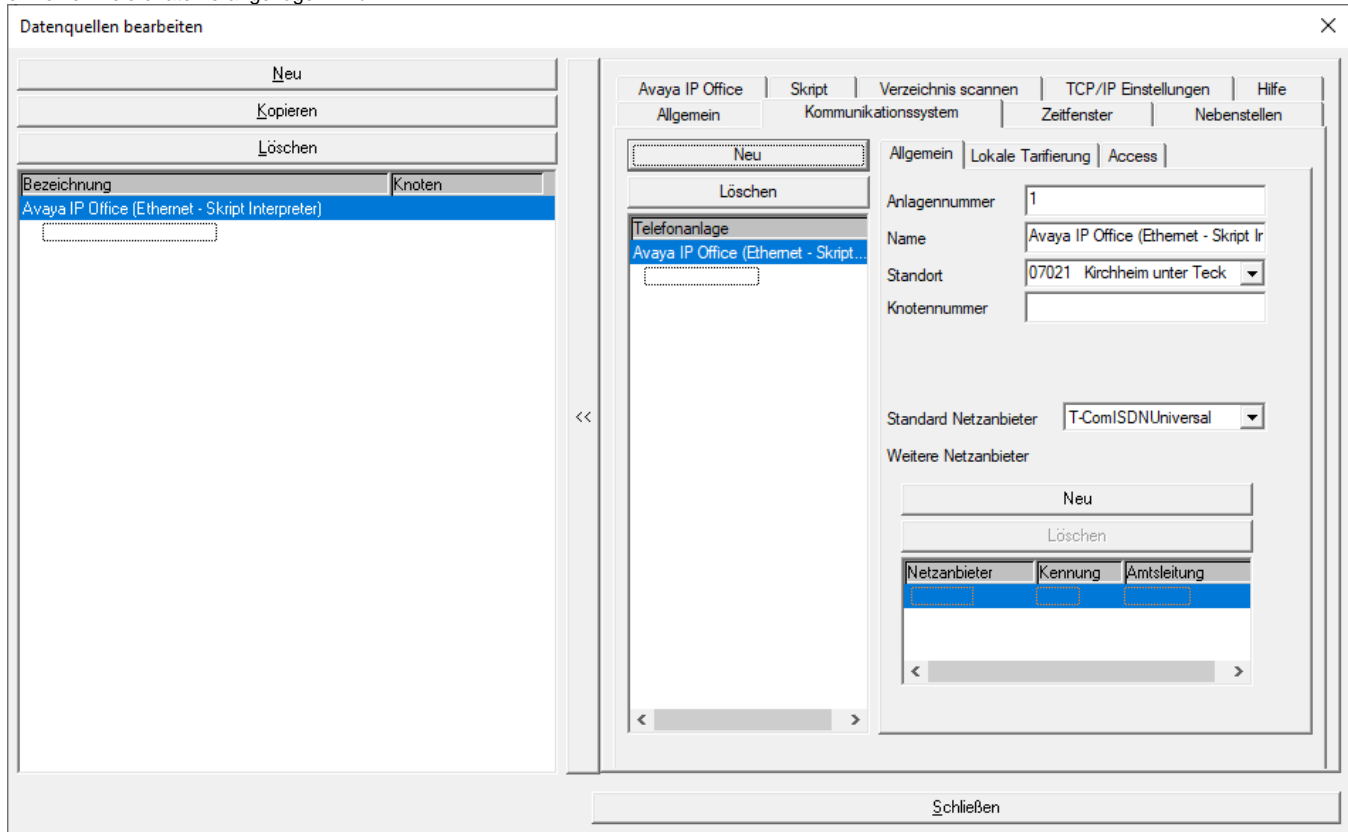 Datenquellen bearbeiten
Neu
Kopieren
Löschen
Bezeichnung Knoten
Avaya IP Office (Ethernet - Skript Interpreter)
<<
Avaya IP Office Skript Verzeichnis scannen TCP/IP Einstellungen Hilfe
Allgemein Kommunikationssystem Zeitfenster Nebenstellen
Neu
Löschen
Telefonanlage
Avaya IP Office (Ethernet - Skript...
Allgemein Lokale Tarifierung Access
Anlagennummer 1
Name Avaya IP Office (Ethernet - Skript Ir
Standort 07021 Kirchheim unter Teck
Knotennummer
Standard Netzanbieter T-ComISDNUniversal
Weitere Netzanbieter
Neu
Löschen
Netzanbieter Kennung Amtsleitung
Schließen